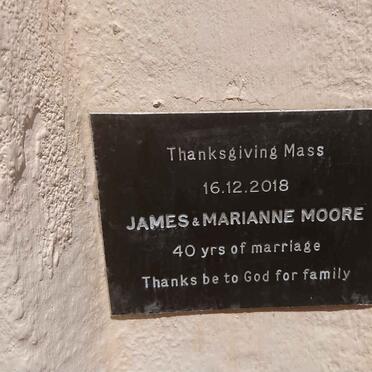 Thanksgiving Mass
16.12.2018
JAMES & MARIANNE MOORE
40 yrs of marriage
Thanks be to God for family